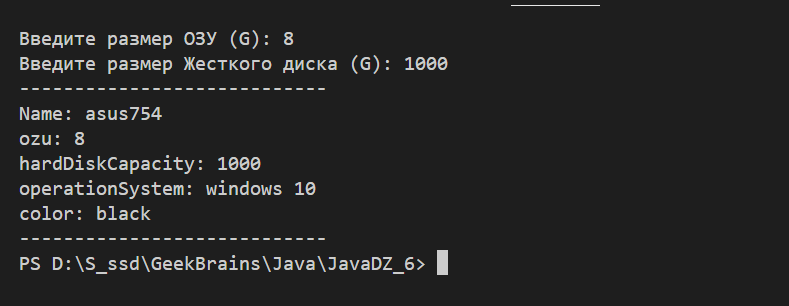 Введите размер ОЗУ (G): 8
Введите размер Жесткого диска (G): 1000
----------------------------
Name: asus754
ozu: 8
hardDiskCapacity: 1000
operationSystem: windows 10
color: black
----------------------------
PS D:\S_ssd\GeekBrains\Java\JavaDZ_6>